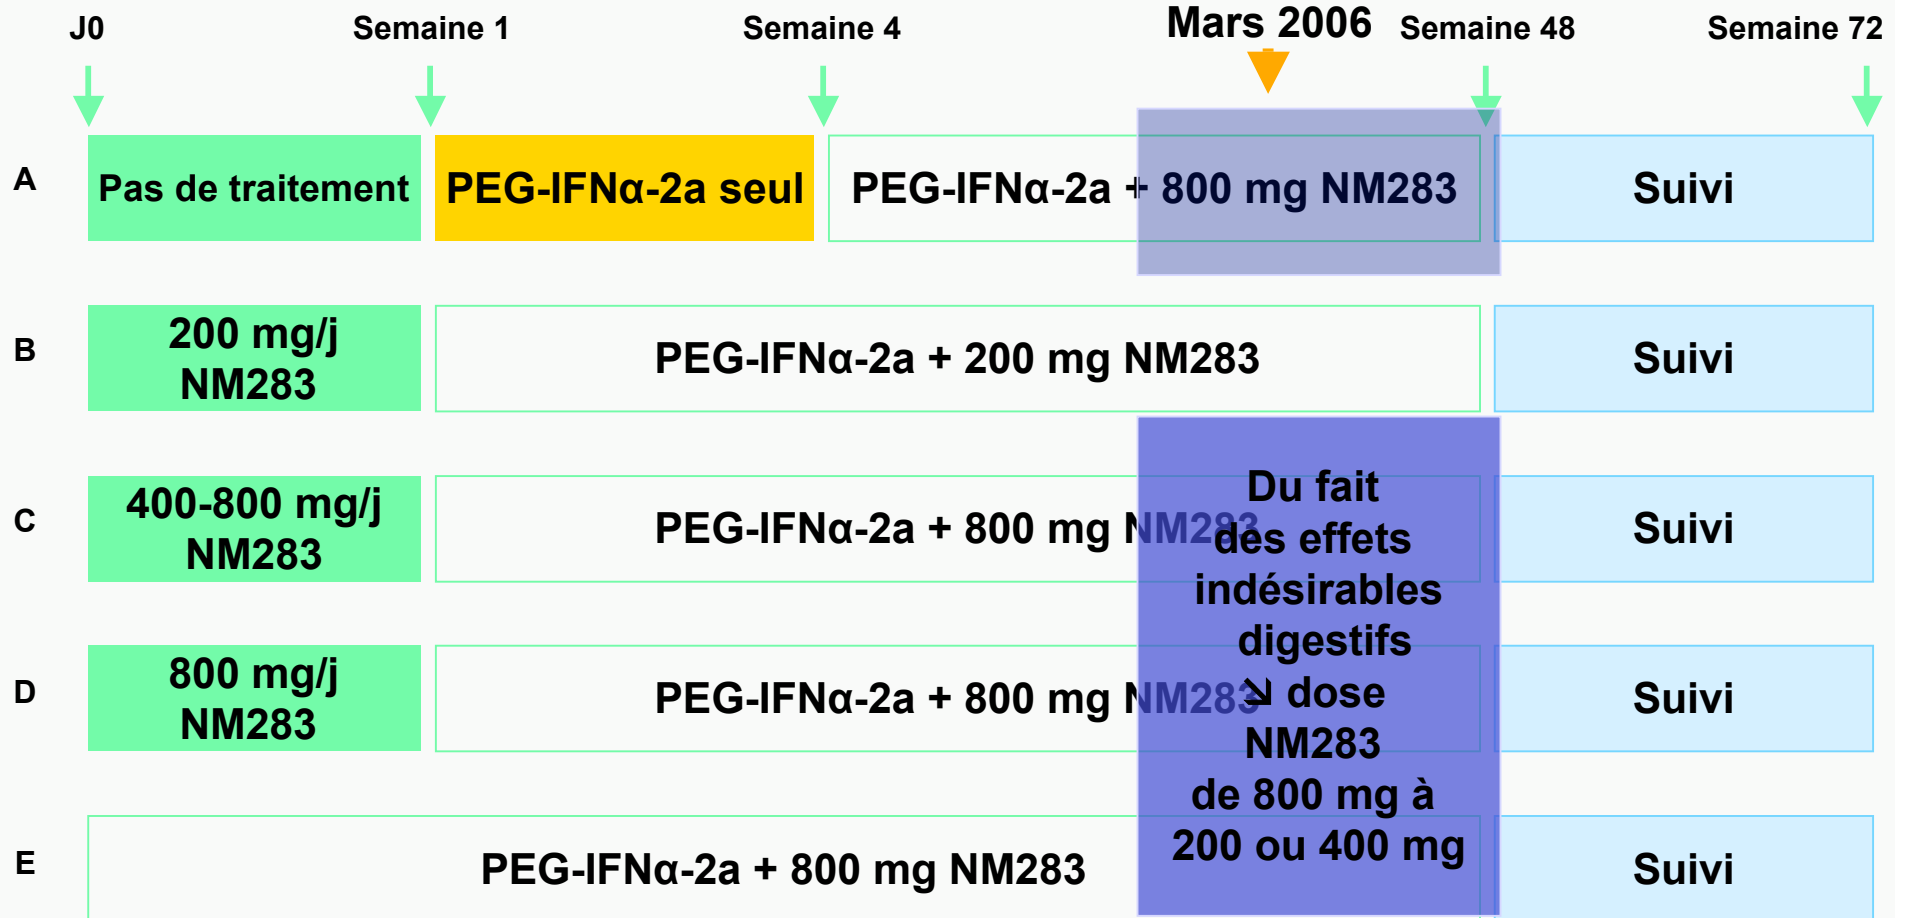 J0
Semaine 1
Semaine 4
Mars 2006
Semaine 48
Semaine 72
A
Pas de traitement
PEG-IFNα-2a seul
PEG-IFNα-2a + 800 mg NM283
Suivi
B
200 mg/j
NM283
PEG-IFNα-2a + 200 mg NM283
Suivi
C
400-800 mg/j
NM283
PEG-IFNα-2a + 800 mg NM283
Suivi
D
800 mg/j
NM283
PEG-IFNα-2a + 800 mg NM283
Suivi
E
PEG-IFNα-2a + 800 mg NM283
Suivi
Du fait
des effets
indésirables
digestifs
➘ dose
NM283
de 800 mg à
200 ou 400 mg